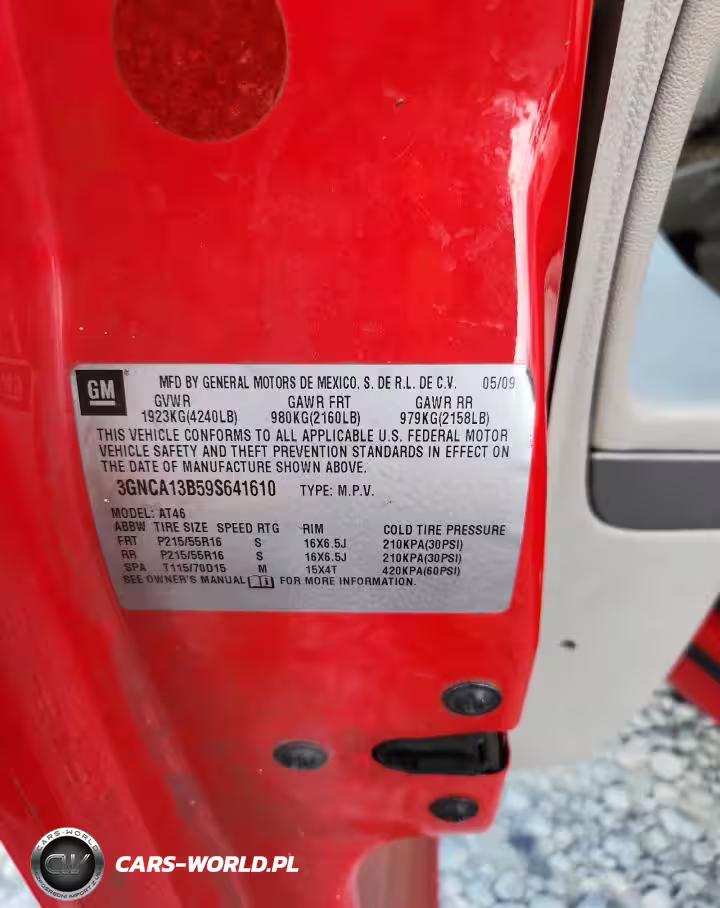 GM
MFD BY GENERAL MOTORS DE MEXICO, S. DE R.L. DE C.V. 05/09
GVWR GAWR FRT GAWR RR
1923KG(4240LB) 980KG(2160LB) 979KG(2158LB)
THIS VEHICLE CONFORMS TO ALL APPLICABLE U.S. FEDERAL MOTOR
VEHICLE SAFETY AND THEFT PREVENTION STANDARDS IN EFFECT ON
THE DATE OF MANUFACTURE SHOWN ABOVE.
3GNCA13B59S641610 TYPE: M.P.V.
MODEL: AT46
ABBW TIRE SIZE SPEED RTG RIM COLD TIRE PRESSURE
FRT P215/55R16 S 16X6.5J 210KPA(30PSI)
RR P215/55R16 S 16X6.5J 210KPA(30PSI)
SPA T115/70D15 M 15X4T 420KPA(60PSI)
SEE OWNER'S MANUAL FOR MORE INFORMATION.
CARS-WORLD
CW
CARS-WORLD.PL